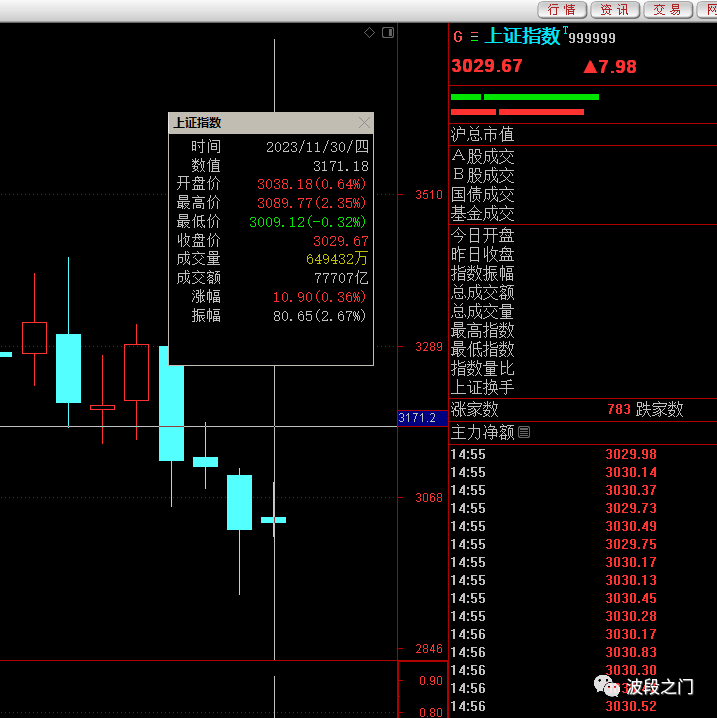 行 情
资 讯
交 易
G
上证指数
T
999999
3029.67
▲7.98
上证指数
时间 2023/11/30/四
数值 3171.18
开盘价 3038.18(0.64%)
最高价 3089.77(2.35%)
最低价 3009.12(-0.32%)
收盘价 3029.67
成交量 649432万
成交额 77707亿
涨幅 10.90(0.36%)
振幅 80.65(2.67%)
3510
3289
3171.2
3068
2846
0.90
0.80
沪总市值
A股成交
B股成交
国债成交
基金成交
今日开盘
昨日收盘
指数振幅
总成交额
总成交量
最高指数
最低指数
指数量比
上证换手
涨家数 783 跌家数
主力净额
14:55 3029.98
14:55 3030.14
14:55 3030.37
14:55 3029.73
14:55 3030.49
14:55 3029.75
14:55 3030.17
14:55 3030.13
14:55 3030.45
14:55 3030.28
14:56 3030.17
14:56 3030.83
14:56 3030.30
14:56
14:56 3030.52
波段之门